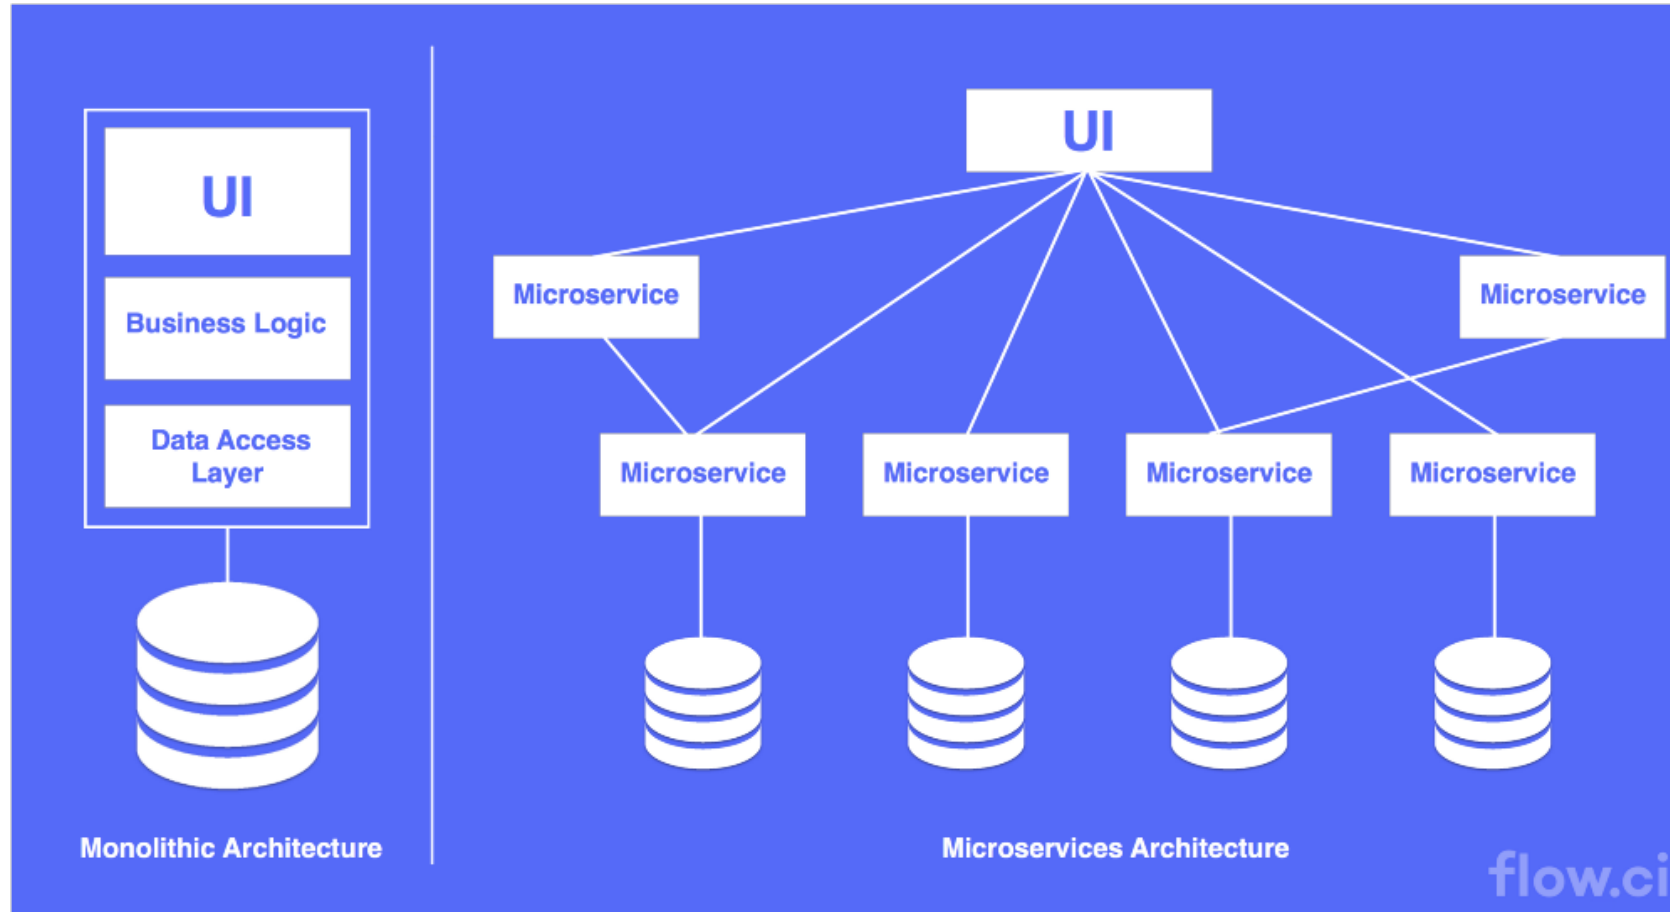 UI
Business Logic
Data Access
Layer
Monolithic Architecture
UI
Microservice
Microservice
Microservice
Microservice
Microservice
Microservice
Microservices Architecture
flow.ci